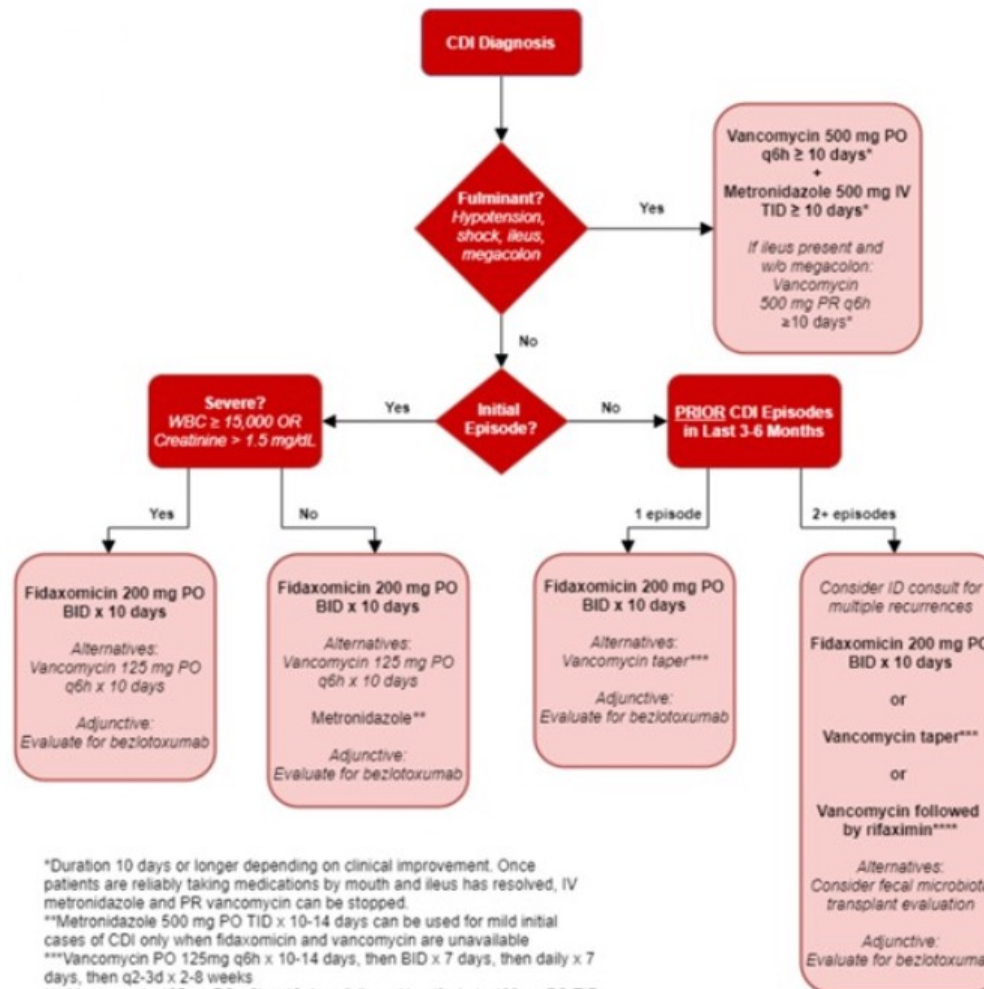 CDI Diagnosis
Fulminant?
Hypotension,
shock, ileus,
megacolon
Yes
Vancomycin 500 mg PO
q6h ≥ 10 days*
+
Metronidazole 500 mg IV
TID ≥ 10 days*
If ileus present and
w/o megacolon:
Vancomycin
500 mg PR q6h
≥10 days*
No
Initial
Episode?
Yes
Severe?
WBC ≥ 15,000 OR
Creatinine > 1.5 mg/dL
No
PRIOR CDI Episodes
in Last 3-6 Months
Yes
Fidaxomicin 200 mg PO
BID x 10 days
Alternatives:
Vancomycin 125 mg PO
q6h x 10 days
Adjunctive:
Evaluate for bezlotoxumab
No
Fidaxomicin 200 mg PO
BID x 10 days
Alternatives:
Vancomycin 125 mg PO
q6h x 10 days
Metronidazole**
Adjunctive:
Evaluate for bezlotoxumab
1 episode
Fidaxomicin 200 mg PO
BID x 10 days
Alternatives:
Vancomycin taper***
Adjunctive:
Evaluate for bezlotoxumab
2+ episodes
Consider ID consult for
multiple recurrences
Fidaxomicin 200 mg PO
BID x 10 days
or
Vancomycin taper***
or
Vancomycin followed
by rifaximin****
Alternatives:
Consider fecal microbiota
transplant evaluation
Adjunctive:
Evaluate for bezlotoxuma
*Duration 10 days or longer depending on clinical improvement. Once
patients are reliably taking medications by mouth and ileus has resolved, IV
metronidazole and PR vancomycin can be stopped.
**Metronidazole 500 mg PO TID x 10-14 days can be used for mild initial
cases of CDI only when fidaxomicin and vancomycin are unavailable
***Vancomycin PO 125mg q6h x 10-14 days, then BID x 7 days, then daily x 7
days, then q2-3d x 2-8 weeks